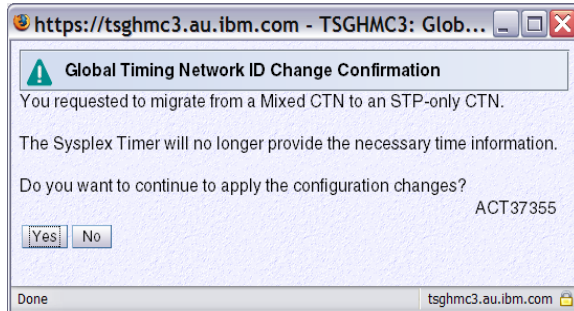 https://tsghmc3.au.ibm.com - TSGHMC3: Glob...
Global Timing Network ID Change Confirmation
You requested to migrate from a Mixed CTN to an STP-only CTN.
The Sysplex Timer will no longer provide the necessary time information.
Do you want to continue to apply the configuration changes?
ACT37355
Yes No
Done tsghmc3.au.ibm.com